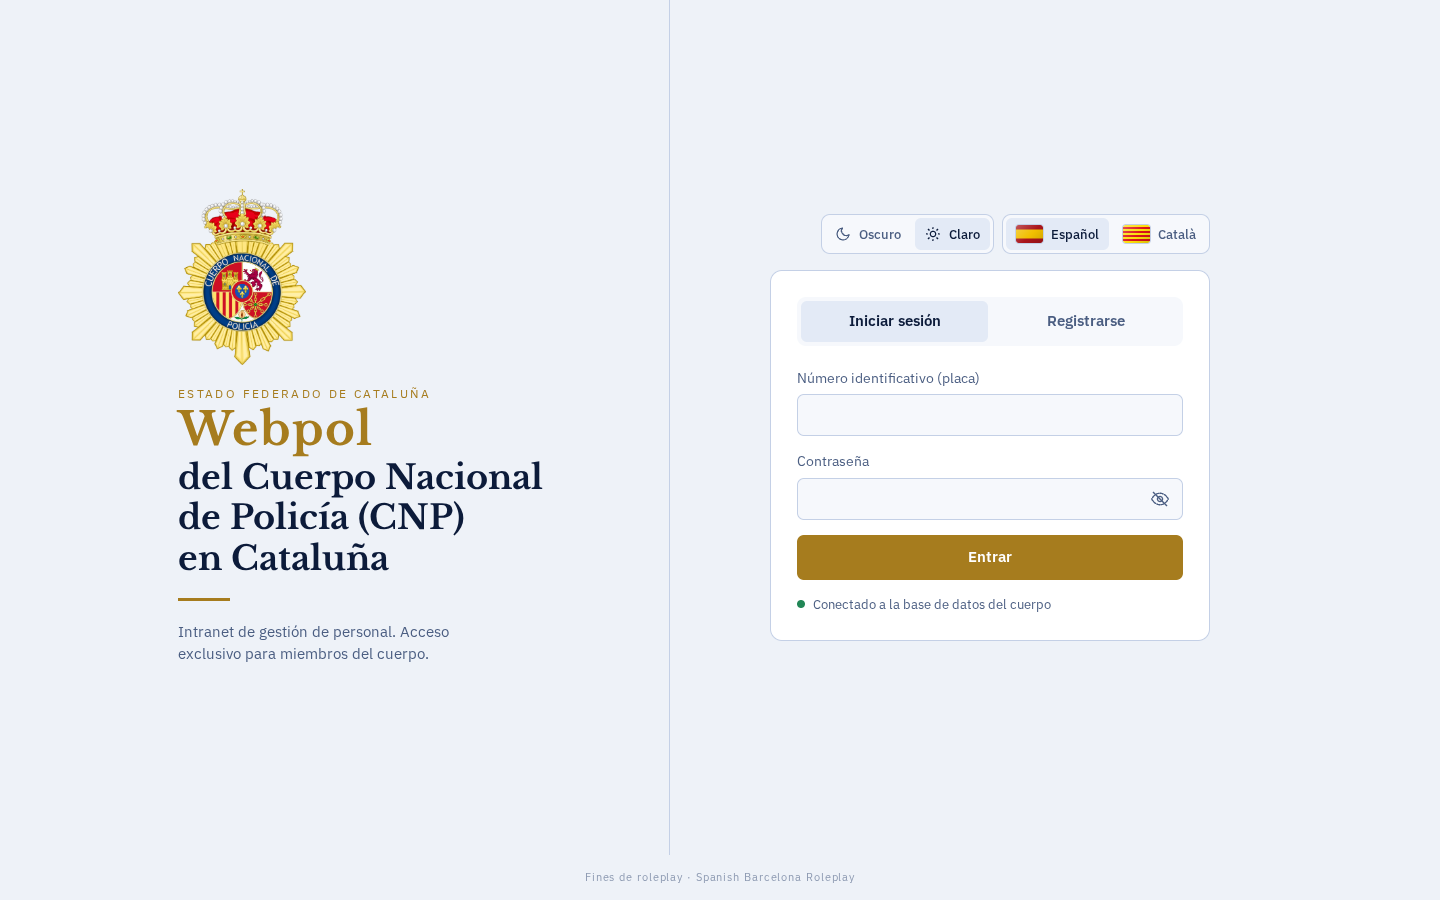 CUERPO NACIONAL DE
POLICÍA
ESTADO FEDERADO DE CATALUÑA
Webpol
del Cuerpo Nacional
de Policía (CNP)
en Cataluña
Intranet de gestión de personal. Acceso
exclusivo para miembros del cuerpo.
Oscuro
Claro
Español
Català
Iniciar sesión
Registrarse
Número identificativo (placa)
Contraseña
Entrar
Conectado a la base de datos del cuerpo
Fines de roleplay · Spanish Barcelona Roleplay